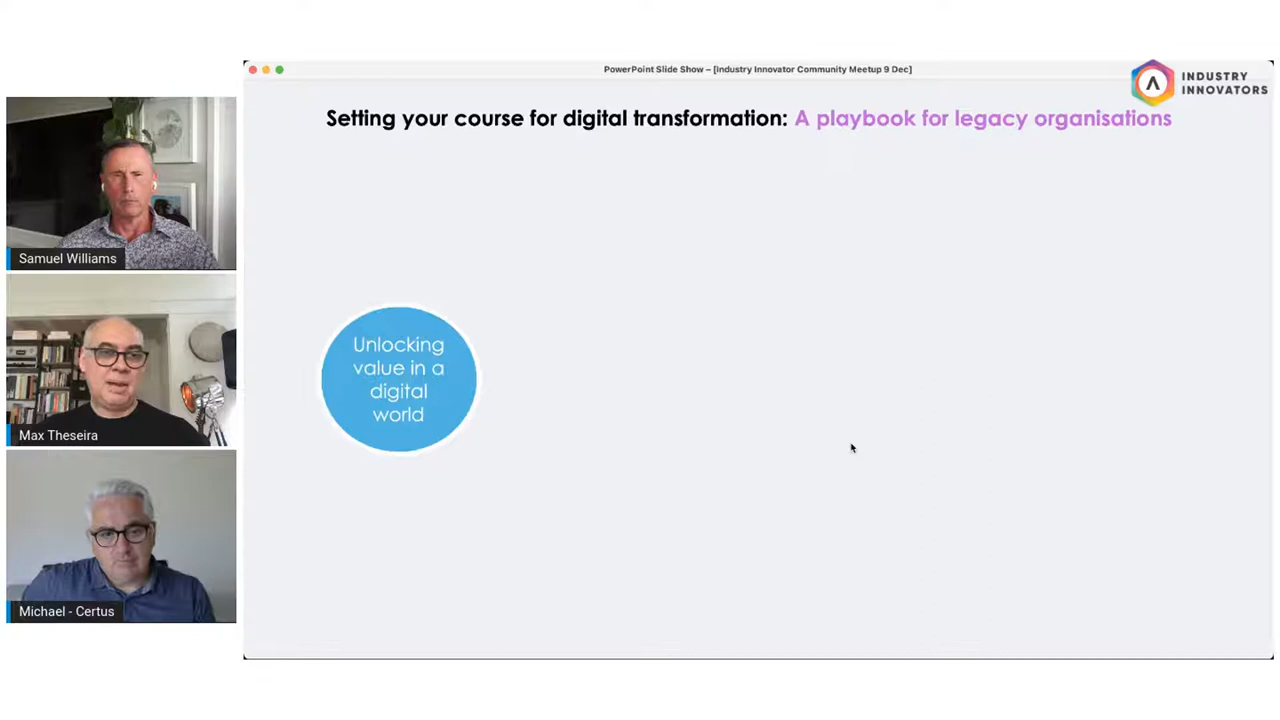 PowerPoint Slide Show – [Industry Innovator Community Meetup 9 Dec]
INDUSTRY
INNOVATORS
Setting your course for digital transformation: A playbook for legacy organisations
Samuel Williams
Max Theseira
Michael - Certus
Unlocking
value in a
digital
world